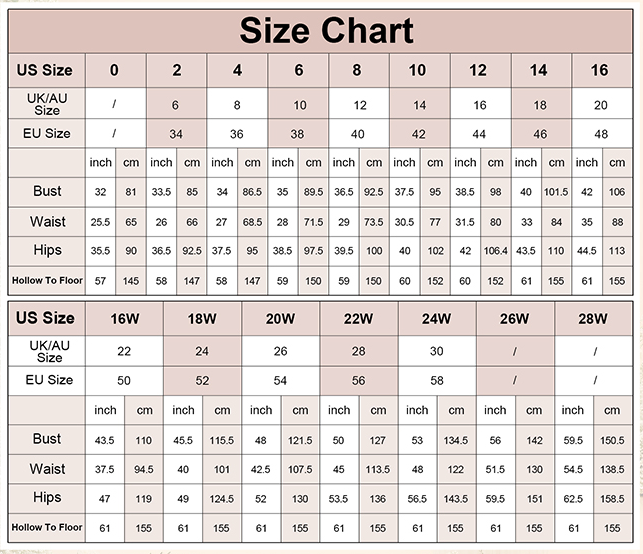 Size Chart
US Size 0 2 4 6 8 10 12 14 16
UK/AU Size / 6 8 10 12 14 16 18 20
EU Size / 34 36 38 40 42 44 46 48
inch cm inch cm inch cm inch cm inch cm inch cm inch cm inch cm inch cm
Bust 32 81 33.5 85 34 86.5 35 89.5 36.5 92.5 37.5 95 38.5 98 40 101.5 42 106
Waist 25.5 65 26 66 27 68.5 28 71.5 29 73.5 30.5 77 31.5 80 33 84 35 88
Hips 35.5 90 36.5 92.5 37.5 95 38.5 97.5 39.5 100 40 102 42 106.4 43.5 110 44.5 113
Hollow To Floor 57 145 58 147 58 147 59 150 59 150 60 152 60 152 61 155 61 155
US Size 16W 18W 20W 22W 24W 26W 28W
UK/AU Size 22 24 26 28 30 / /
EU Size 50 52 54 56 58 / /
inch cm inch cm inch cm inch cm inch cm inch cm inch cm
Bust 43.5 110 45.5 115.5 48 121.5 50 127 53 134.5 56 142 59.5 150.5
Waist 37.5 94.5 40 101 42.5 107.5 45 113.5 48 122 51.5 130 54.5 138.5
Hips 47 119 49 124.5 52 130 53.5 136 56.5 143.5 59.5 151 62.5 158.5
Hollow To Floor 61 155 61 155 61 155 61 155 61 155 61 155 61 155